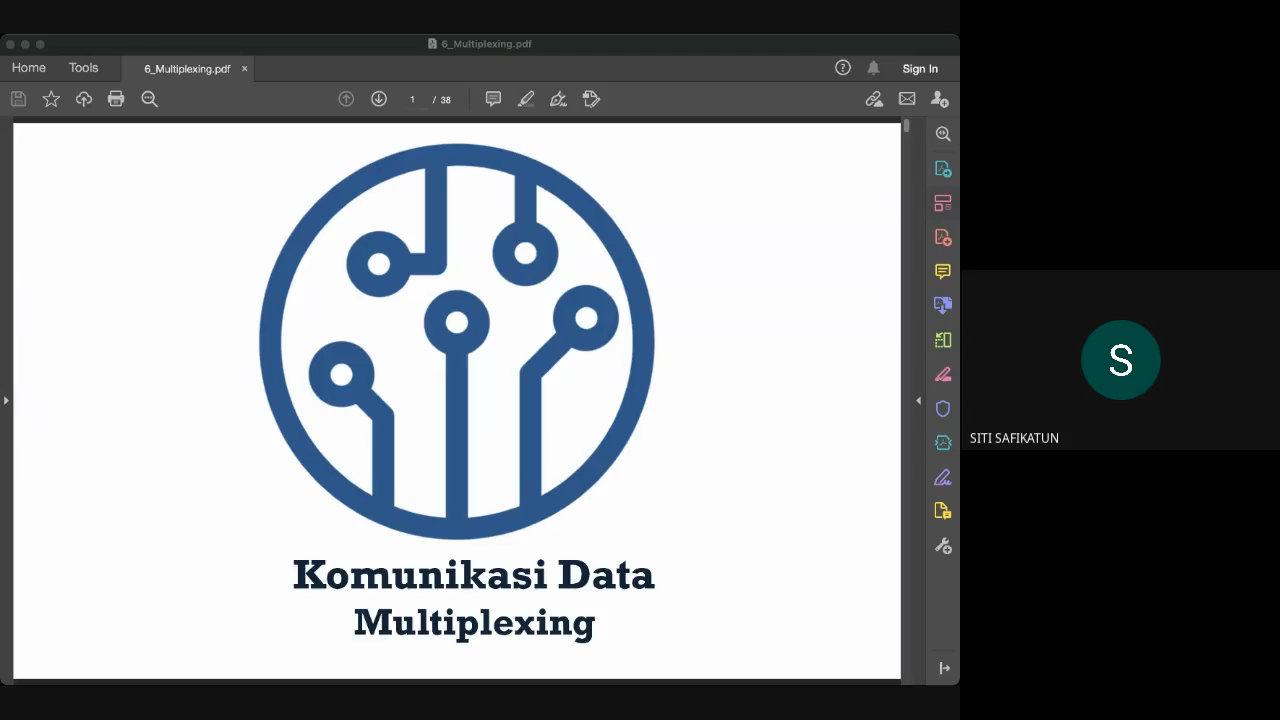 6_Multiplexing.pdf
Home
Tools
6_Multiplexing.pdf ×
Sign In
1 / 38
Komunikasi Data
Multiplexing
S
SITI SAFIKATUN